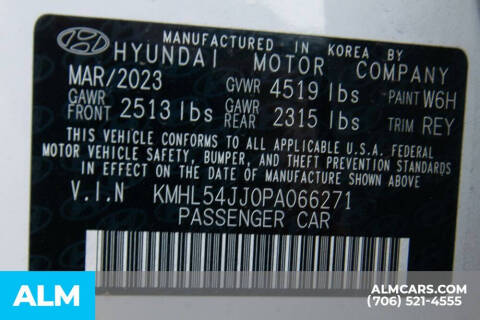 MANUFACTURED IN KOREA BY
HYUNDAI MOTOR COMPANY
MAR/2023 GVWR 4519 lbs PAINT W6H
GAWR FRONT 2513 lbs GAWR REAR 2315 lbs TRIM REY
THIS VEHICLE CONFORMS TO ALL APPLICABLE U.S. FEDERAL
MOTOR VEHICLE SAFETY, BUMPER, AND THEFT PREVENTION STANDARDS
IN EFFECT ON THE DATE OF MANUFACTURE SHOWN ABOVE.
V.I.N KMHL54JJ0PA066271
PASSENGER CAR
ALM
ALMCARS.COM
(706) 521-4555